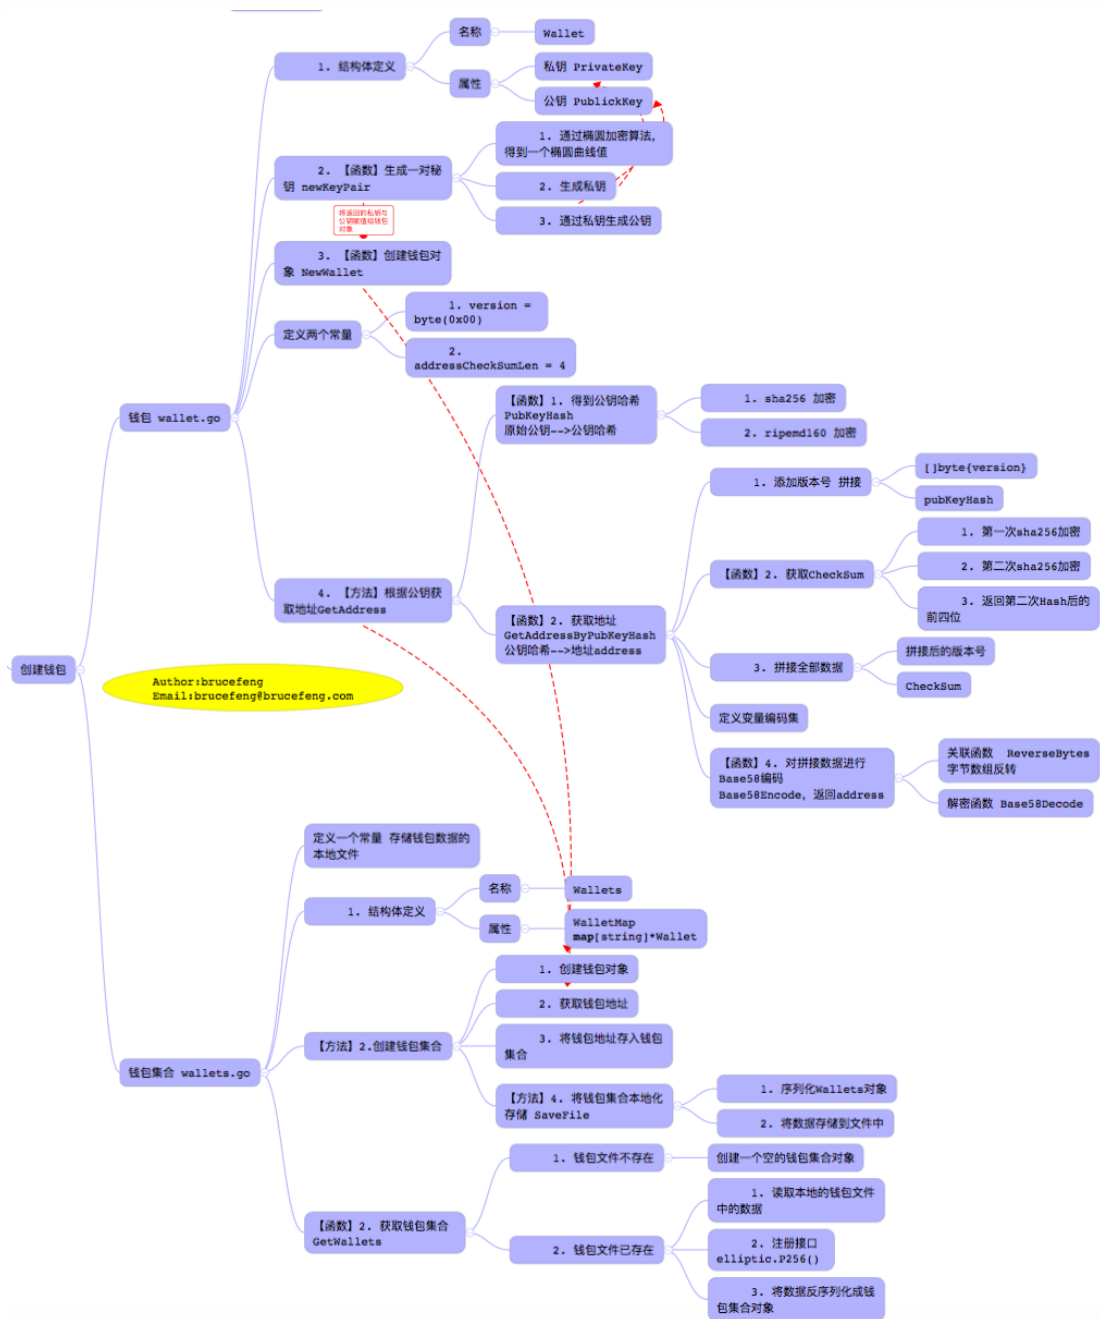 名称
Wallet
1. 结构体定义
属性
私钥 PrivateKey
公钥 PublickKey
2. 【函数】生成一对秘
钥 newKeyPair
1. 通过椭圆加密算法,
得到一个椭圆曲线值
2. 生成私钥
3. 通过私钥生成公钥
将返回的私钥与
公钥赋值给钱包
对象
3. 【函数】创建钱包对
象 NewWallet
定义两个常量
1. version =
byte(0x00)
2.
addressCheckSumLen = 4
钱包 wallet.go
【函数】1. 得到公钥哈希
PubKeyHash
原始公钥-->公钥哈希
1. sha256 加密
2. ripemd160 加密
4. 【方法】根据公钥获
取地址GetAddress
【函数】2. 获取地址
GetAddressByPubKeyHash
公钥哈希-->地址address
1. 添加版本号 拼接
[]byte{version}
pubKeyHash
【函数】2. 获取CheckSum
1. 第一次sha256加密
2. 第二次sha256加密
3. 返回第二次Hash后的
前四位
3. 拼接全部数据
拼接后的版本号
CheckSum
定义变量编码集
【函数】4. 对拼接数据进行
Base58编码
Base58Encode, 返回address
关联函数 ReverseBytes
字节数组反转
解密函数 Base58Decode
创建钱包
Author:brucefeng
Email:brucefeng@brucefeng.com
定义一个常量 存储钱包数据的
本地文件
1. 结构体定义
名称
Wallets
属性
WalletMap
map[string]*Wallet
钱包集合 wallets.go
【方法】2.创建钱包集合
1. 创建钱包对象
2. 获取钱包地址
3. 将钱包地址存入钱包
集合
【方法】4. 将钱包集合本地化
存储 SaveFile
1. 序列化Wallets对象
2. 将数据存储到文件中
【函数】2. 获取钱包集合
GetWallets
1. 钱包文件不存在
创建一个空的钱包集合对象
2. 钱包文件已存在
1. 读取本地的钱包文件
中的数据
2. 注册接口
elliptic.P256()
3. 将数据反序列化成钱
包集合对象